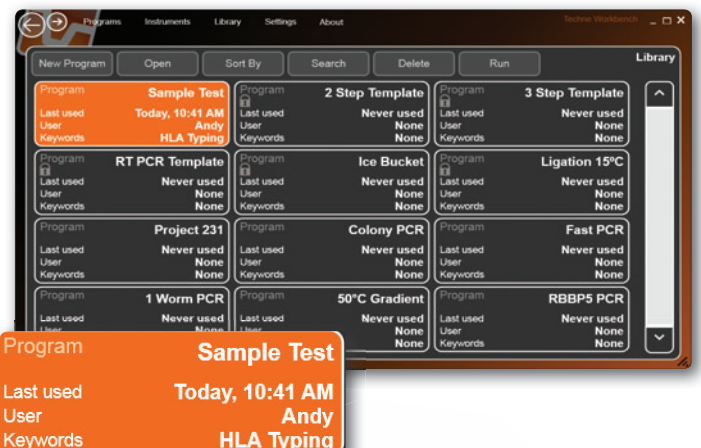 Programs Instruments Library Settings About Techne Workbench
New Program Open Sort By Search Delete Run Library
Program Sample Test
Last used Today, 10:41 AM
User Andy
Keywords HLA Typing
Program 2 Step Template
Last used Never used
User None
Keywords None
Program 3 Step Template
Last used Never used
User None
Keywords None
Program RT PCR Template
Last used Never used
User None
Keywords None
Program Ice Bucket
Last used Never used
User None
Keywords None
Program Ligation 15ºC
Last used Never used
User None
Keywords None
Program Project 231
Last used Never used
User None
Keywords None
Program Colony PCR
Last used Never used
User None
Keywords None
Program Fast PCR
Last used Never used
User None
Keywords None
Program 1 Worm PCR
Last used Never used
User None
Program 50°C Gradient
Last used Never used
User None
None
Program RBBP5 PCR
Last used Never used
User None
Keywords None
Program Sample Test
Last used Today, 10:41 AM
User Andy
Keywords HLA Typing